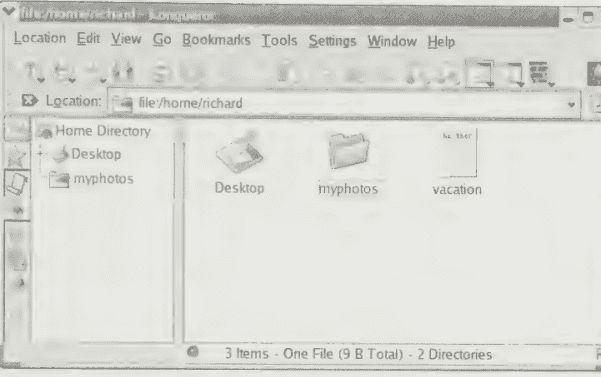 file:/home/richard - Konqueror
Location Edit View Go Bookmarks Tools Settings Window Help
Location: file:/home/richard
Home Directory
Desktop
myphotos
Desktop myphotos vacation
3 Items - One File (9 B Total) - 2 Directories